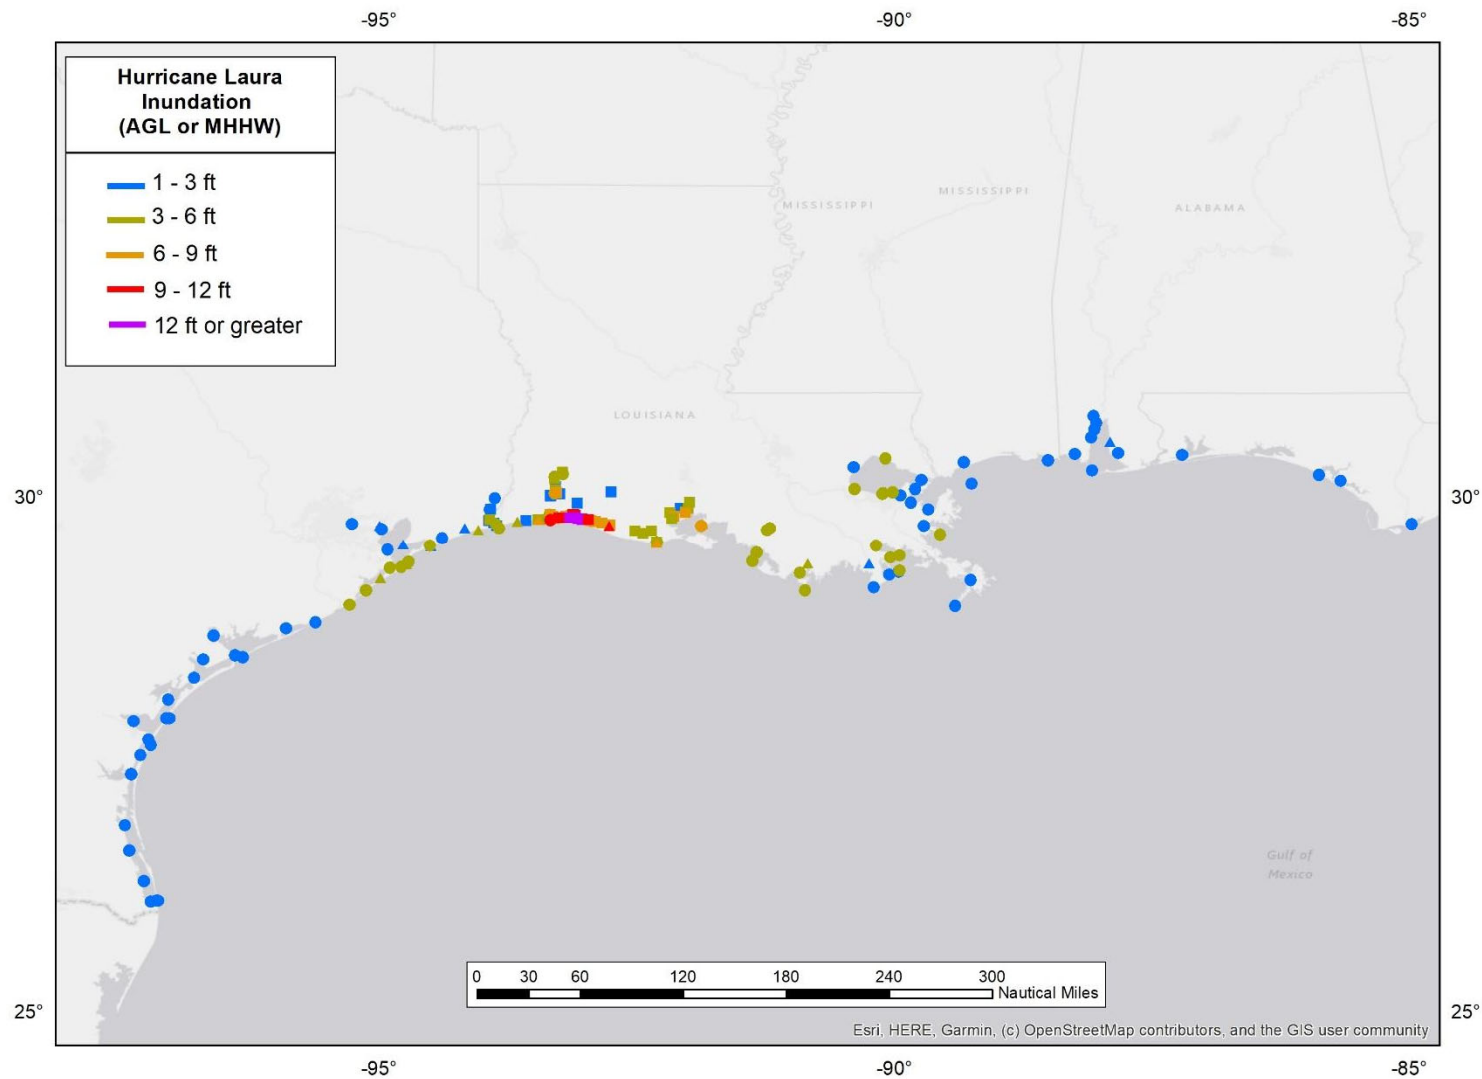 -95°
-90°
-85°
Hurricane Laura
Inundation
(AGL or MHHW)
1 - 3 ft
3 - 6 ft
6 - 9 ft
9 - 12 ft
12 ft or greater
MISSISSIPPI
MISSISSIPPI
ALABAMA
LOUISIANA
30°
30°
Gulf of
Mexico
0 30 60 120 180 240 300
Nautical Miles
25°
25°
Esri, HERE, Garmin, (c) OpenStreetMap contributors, and the GIS user community
-95°
-90°
-85°